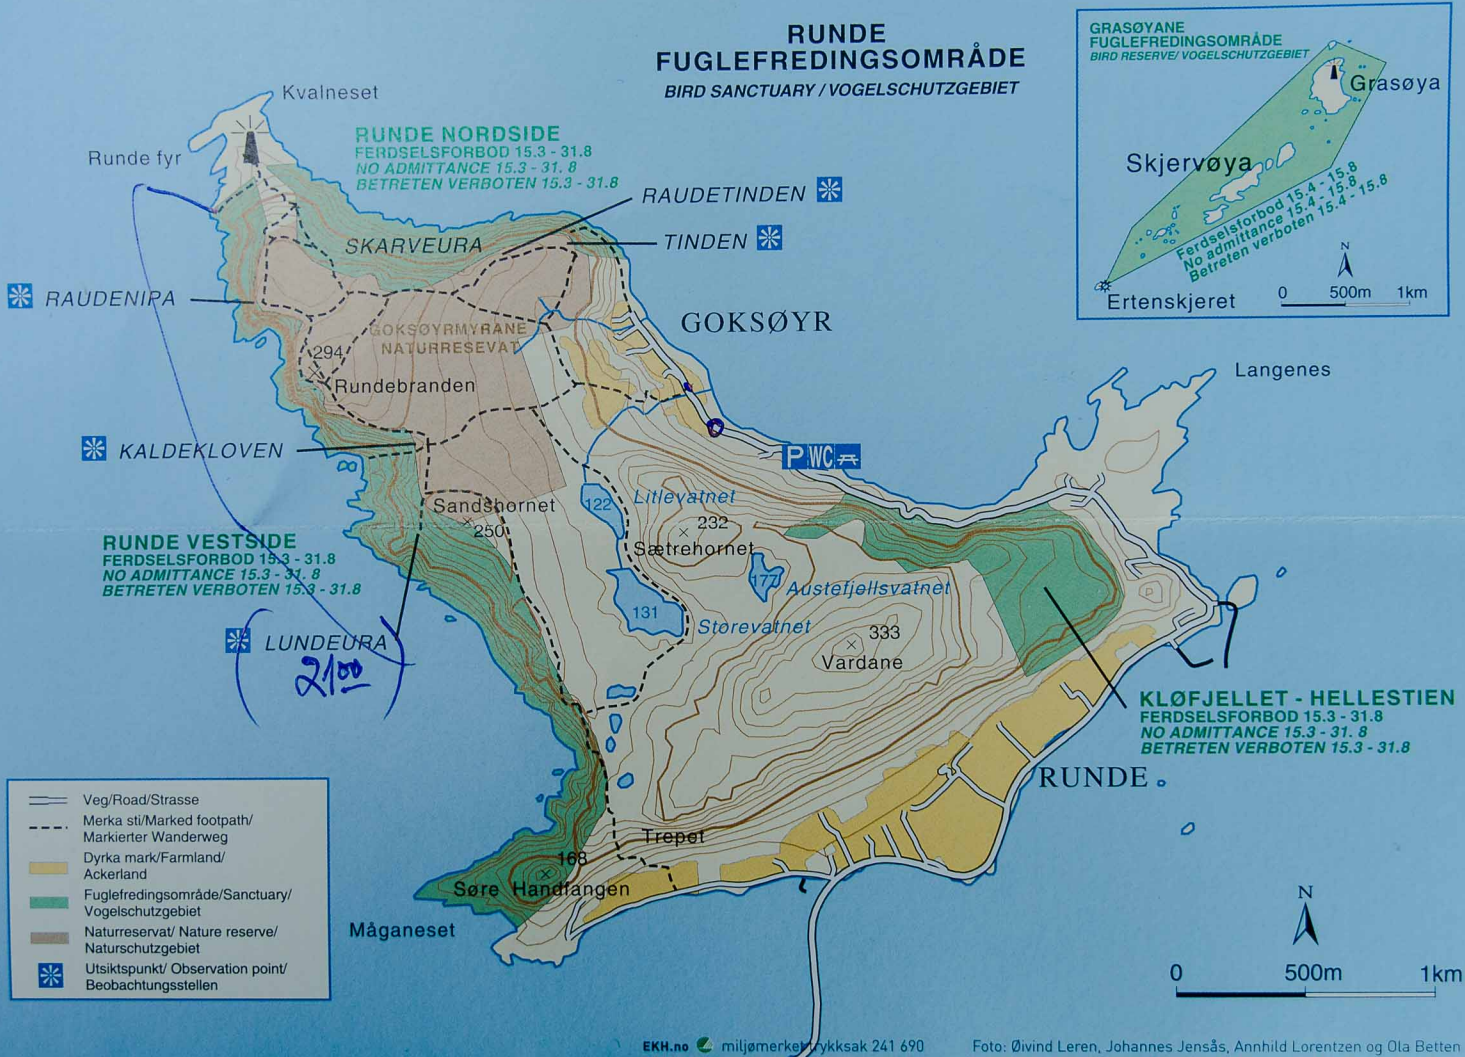 RUNDE
FUGLEFREDINGSOMRÅDE
BIRD SANCTUARY / VOGELSCHUTZGEBIET
GRASØYANE
FUGLEFREDINGSOMRÅDE
BIRD RESERVE/ VOGELSCHUTZGEBIET
Grasøya
Skjervøya
Ferdselsforbod 15.4 - 15.8
No admittance 15.4 - 15.8
Betreten verboten 15.4 - 15.8
Ertenskjeret
N
0 500m 1km
Kvalneset
Runde fyr
RUNDE NORDSIDE
FERDSELSFORBOD 15.3 - 31.8
NO ADMITTANCE 15.3 - 31. 8
BETRETEN VERBOTEN 15.3 - 31.8
RAUDETINDEN
TINDEN
SKARVEURA
RAUDENIPA
GOKSØYR
GOKSØYRMYRANE
NATURRESEVAT
294
Rundebranden
Langenes
KALDEKLOVEN
P WC
Sandshornet
250
122
Litlevatnet
232
Sætrehornet
177
Austefjellsvatnet
131
Storevatnet
333
Vardane
RUNDE VESTSIDE
FERDSELSFORBOD 15.3 - 31.8
NO ADMITTANCE 15.3 - 31. 8
BETRETEN VERBOTEN 15.3 - 31.8
LUNDEURA
2100
KLØFJELLET - HELLESTIEN
FERDSELSFORBOD 15.3 - 31.8
NO ADMITTANCE 15.3 - 31. 8
BETRETEN VERBOTEN 15.3 - 31.8
RUNDE
Trepet
168
Søre Handfangen
Måganeset
Veg/Road/Strasse
Merka sti/Marked footpath/
Markierter Wanderweg
Dyrka mark/Farmland/
Ackerland
Fuglefredingsområde/Sanctuary/
Vogelschutzgebiet
Naturreservat/ Nature reserve/
Naturschutzgebiet
Utsiktspunkt/ Observation point/
Beobachtungsstellen
N
0 500m 1km
EKH.no miljømerket trykksak 241 690
Foto: Øivind Leren, Johannes Jensås, Annhild Lorentzen og Ola Betten